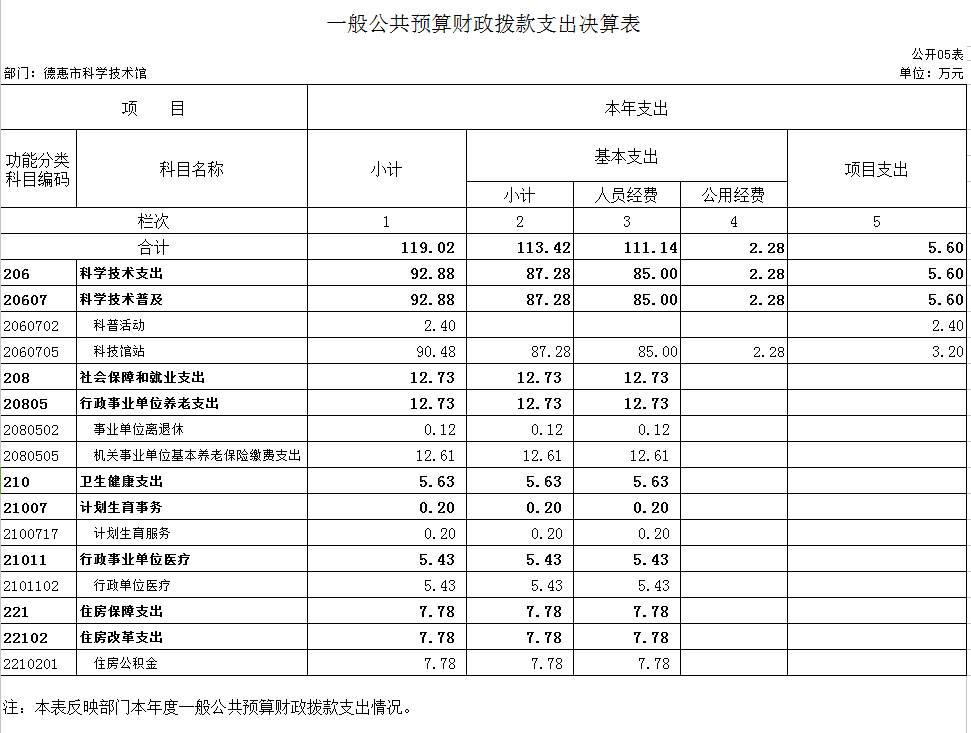 一般公共预算财政拨款支出决算表
公开05表
部门：德惠市科学技术馆 单位：万元
项 目 本年支出
功能分类科目编码 科目名称 小计 基本支出 项目支出
小计 人员经费 公用经费
栏次 1 2 3 4 5
合计 119.02 113.42 111.14 2.28 5.60
206 科学技术支出 92.88 87.28 85.00 2.28 5.60
20607 科学技术普及 92.88 87.28 85.00 2.28 5.60
2060702 科普活动 2.40 2.40
2060705 科技馆站 90.48 87.28 85.00 2.28 3.20
208 社会保障和就业支出 12.73 12.73 12.73
20805 行政事业单位养老支出 12.73 12.73 12.73
2080502 事业单位离退休 0.12 0.12 0.12
2080505 机关事业单位基本养老保险缴费支出 12.61 12.61 12.61
210 卫生健康支出 5.63 5.63 5.63
21007 计划生育事务 0.20 0.20 0.20
2100717 计划生育服务 0.20 0.20 0.20
21011 行政事业单位医疗 5.43 5.43 5.43
2101102 行政单位医疗 5.43 5.43 5.43
221 住房保障支出 7.78 7.78 7.78
22102 住房改革支出 7.78 7.78 7.78
2210201 住房公积金 7.78 7.78 7.78
注：本表反映部门本年度一般公共预算财政拨款支出情况。